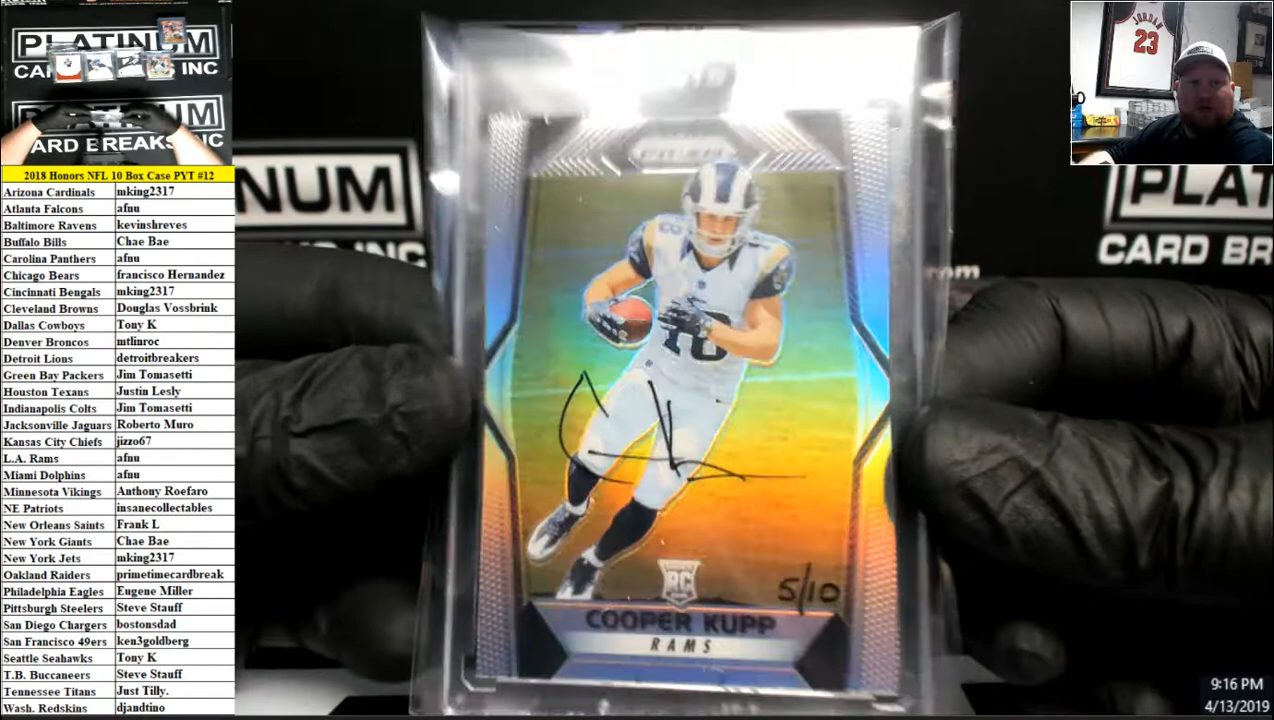 PLATINUM
CARD BREAKS INC
2018 Honors NFL 10 Box Case PYT #12
Arizona Cardinals mking2317
Atlanta Falcons afnu
Baltimore Ravens kevinshreves
Buffalo Bills Chae Bae
Carolina Panthers afnu
Chicago Bears francisco Hernandez
Cincinnati Bengals mking2317
Cleveland Browns Douglas Vossbrink
Dallas Cowboys Tony K
Denver Broncos mtlinroc
Detroit Lions detroitbreakers
Green Bay Packers Jim Tomasetti
Houston Texans Justin Lesly
Indianapolis Colts Jim Tomasetti
Jacksonville Jaguars Roberto Muro
Kansas City Chiefs jizzo67
L.A. Rams afnu
Miami Dolphins afnu
Minnesota Vikings Anthony Roefaro
NE Patriots insanecollectables
New Orleans Saints Frank L
New York Giants Chae Bae
New York Jets mking2317
Oakland Raiders primetimecardbreak
Philadelphia Eagles Eugene Miller
Pittsburgh Steelers Steve Stauff
San Diego Chargers bostonsdad
San Francisco 49ers ken3goldberg
Seattle Seahawks Tony K
T.B. Buccaneers Steve Stauff
Tennessee Titans Just Tilly.
Wash. Redskins djandtino
NUM
PRIZM
18
18
RC
5/10
COOPER KUPP
RAMS
PLAT
CARD BR
.com
JORDAN
23
9:16 PM
4/13/2019